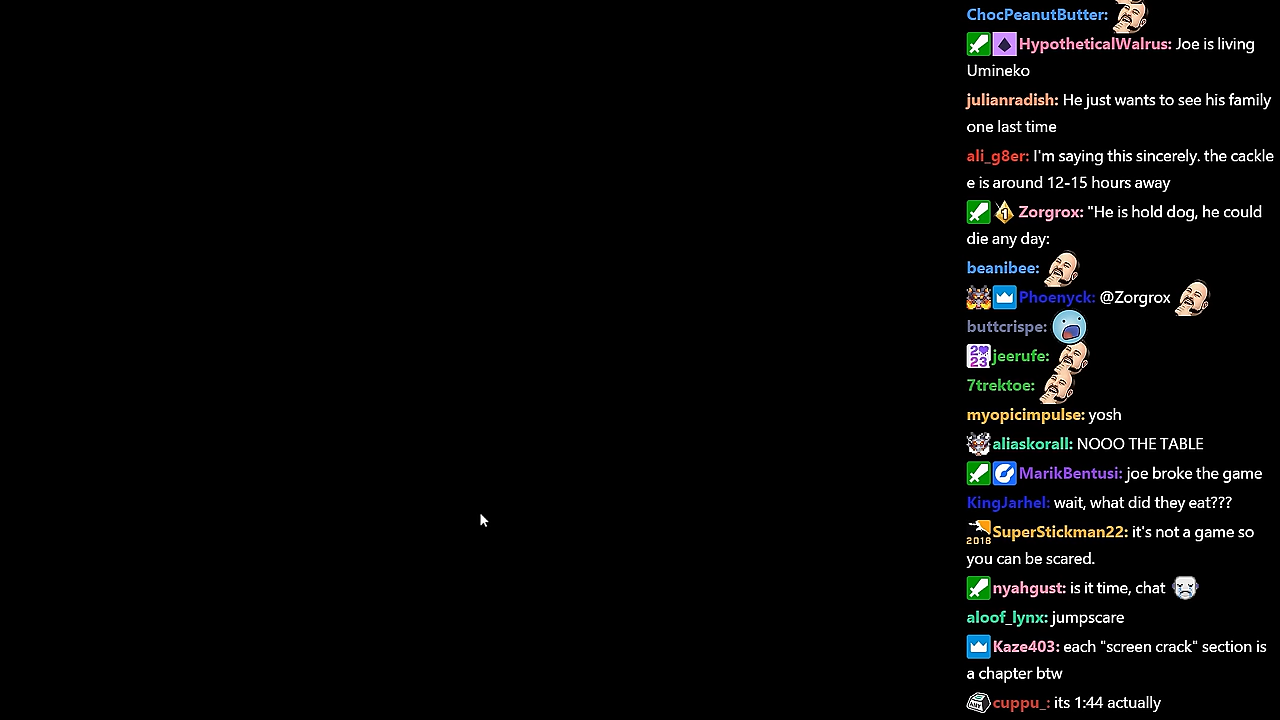 ChocPeanutButter:
HypotheticalWalrus: Joe is living
Umineko
julianradish: He just wants to see his family
one last time
ali_g8er: I'm saying this sincerely. the cackle
e is around 12-15 hours away
Zorgrox: "He is hold dog, he could
die any day:
beanibee:
Phoenyck: @Zorgrox
buttcrispe:
jeerufe:
7trektoe:
myopicimpulse: yosh
aliaskorall: NOOO THE TABLE
MarikBentusi: joe broke the game
KingJarhel: wait, what did they eat???
SuperStickman22: it's not a game so
you can be scared.
nyahgust: is it time, chat
aloof_lynx: jumpscare
Kaze403: each "screen crack" section is
a chapter btw
cuppu_: its 1:44 actually